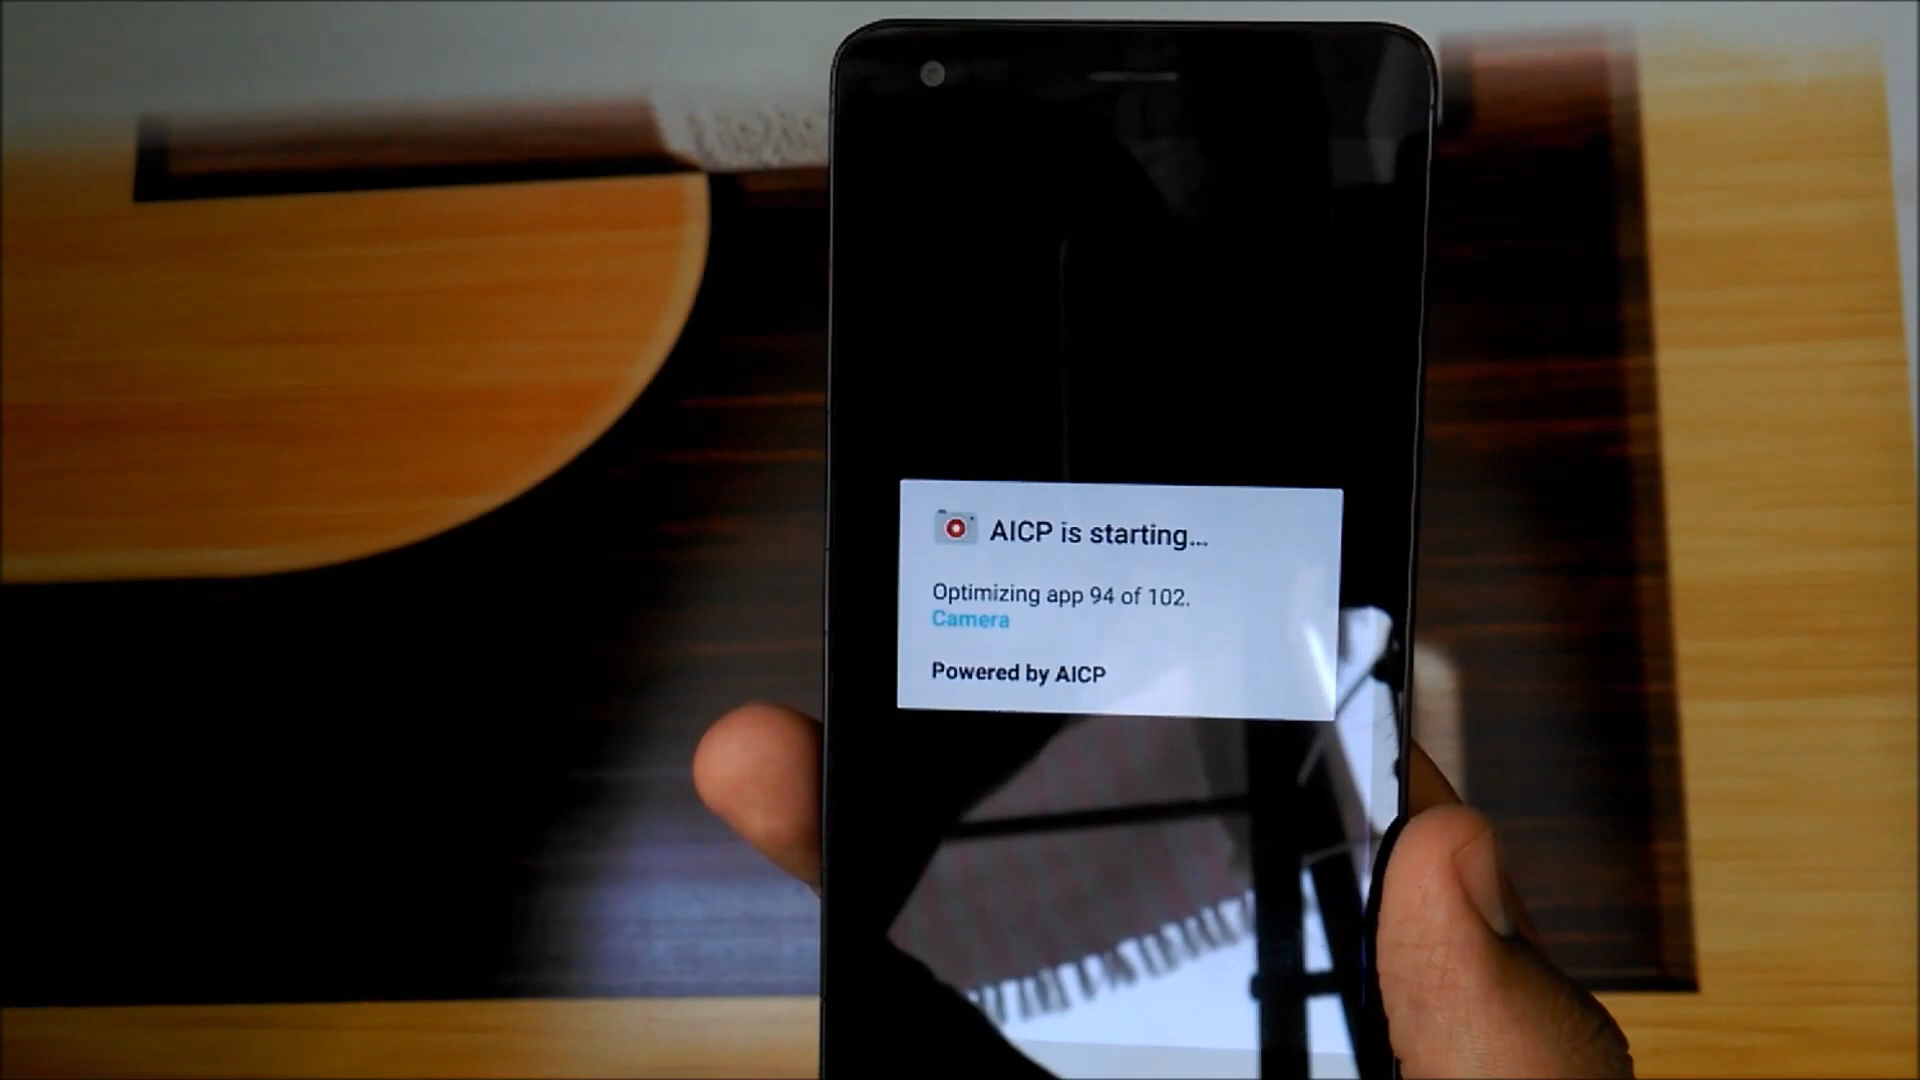 AICP is starting...
Optimizing app 94 of 102.
Camera
Powered by AICP